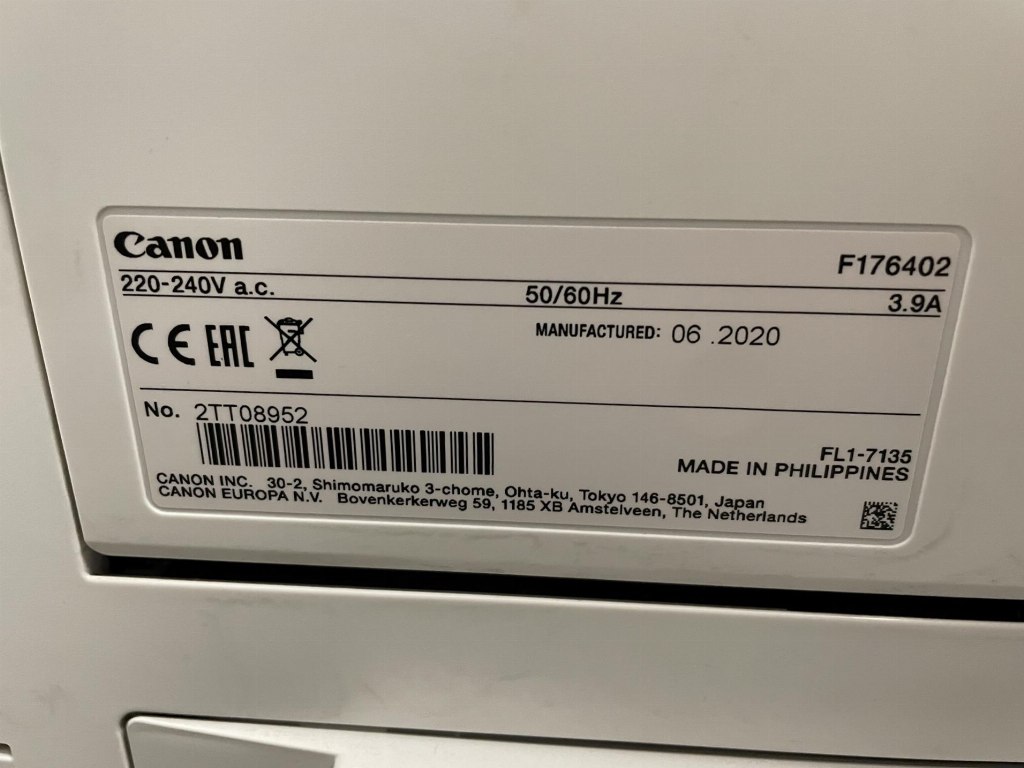 Canon
F176402
220-240V a.c. 50/60Hz 3.9A
CE EAC MANUFACTURED: 06 .2020
No. 2TT08952
FL1-7135
MADE IN PHILIPPINES
CANON INC. 30-2, Shimomaruko 3-chome, Ohta-ku, Tokyo 146-8501, Japan
CANON EUROPA N.V. Bovenkerkerweg 59, 1185 XB Amstelveen, The Netherlands